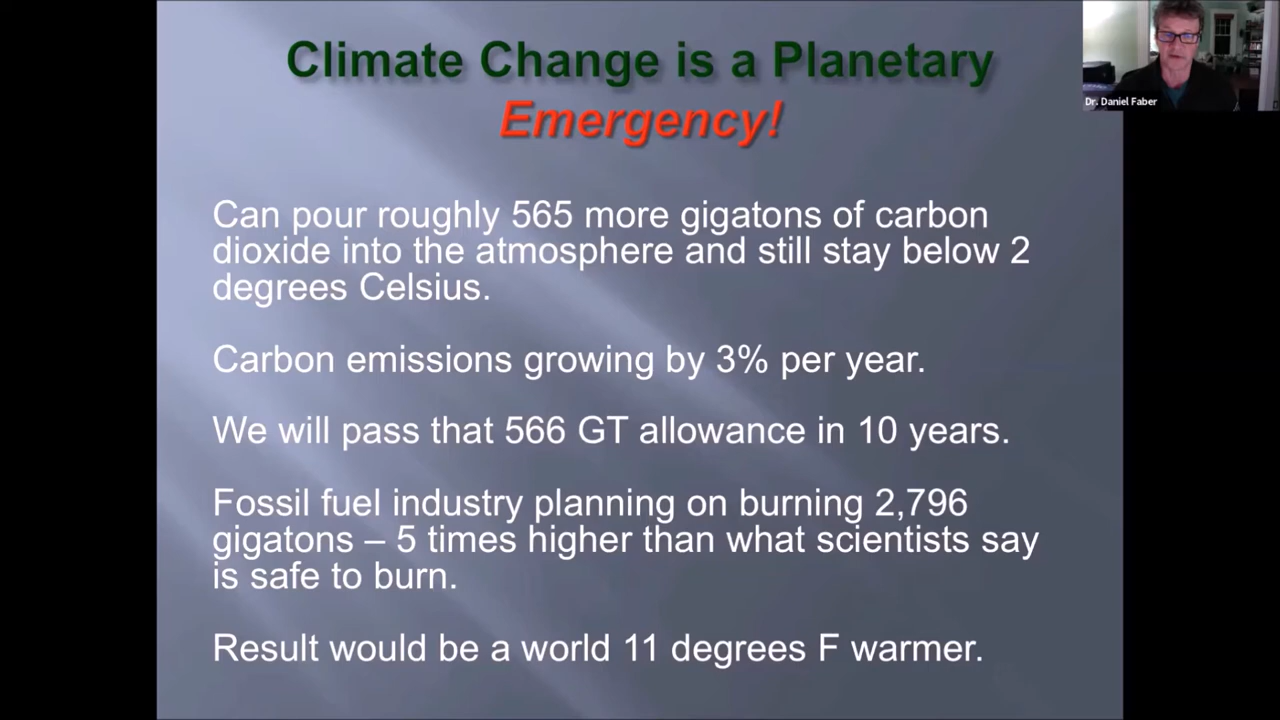 Climate Change is a Planetary
Emergency!
Dr. Daniel Faber
Can pour roughly 565 more gigatons of carbon
dioxide into the atmosphere and still stay below 2
degrees Celsius.
Carbon emissions growing by 3% per year.
We will pass that 566 GT allowance in 10 years.
Fossil fuel industry planning on burning 2,796
gigatons – 5 times higher than what scientists say
is safe to burn.
Result would be a world 11 degrees F warmer.